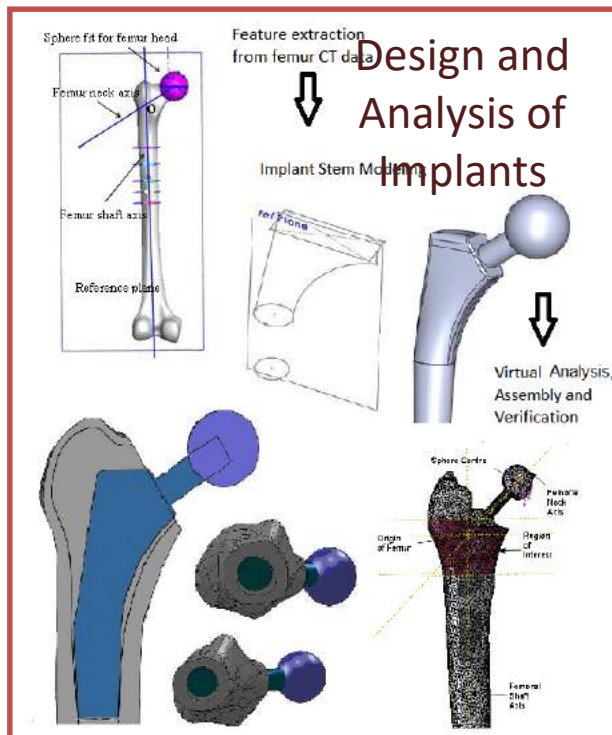 Design and
Analysis of
Implants
Sphere fit for femur head
Femur neck axis
Femur shaft axis
Reference plane
Feature extraction
from femur CT data
Implant Stem Modeling
ref Plane
Virtual Analysis,
Assembly and
Verification
Sphere Centre
Femoral
Neck
Axis
Origin
of Femur
Region
of
Interest
Femoral
Shaft
Axis